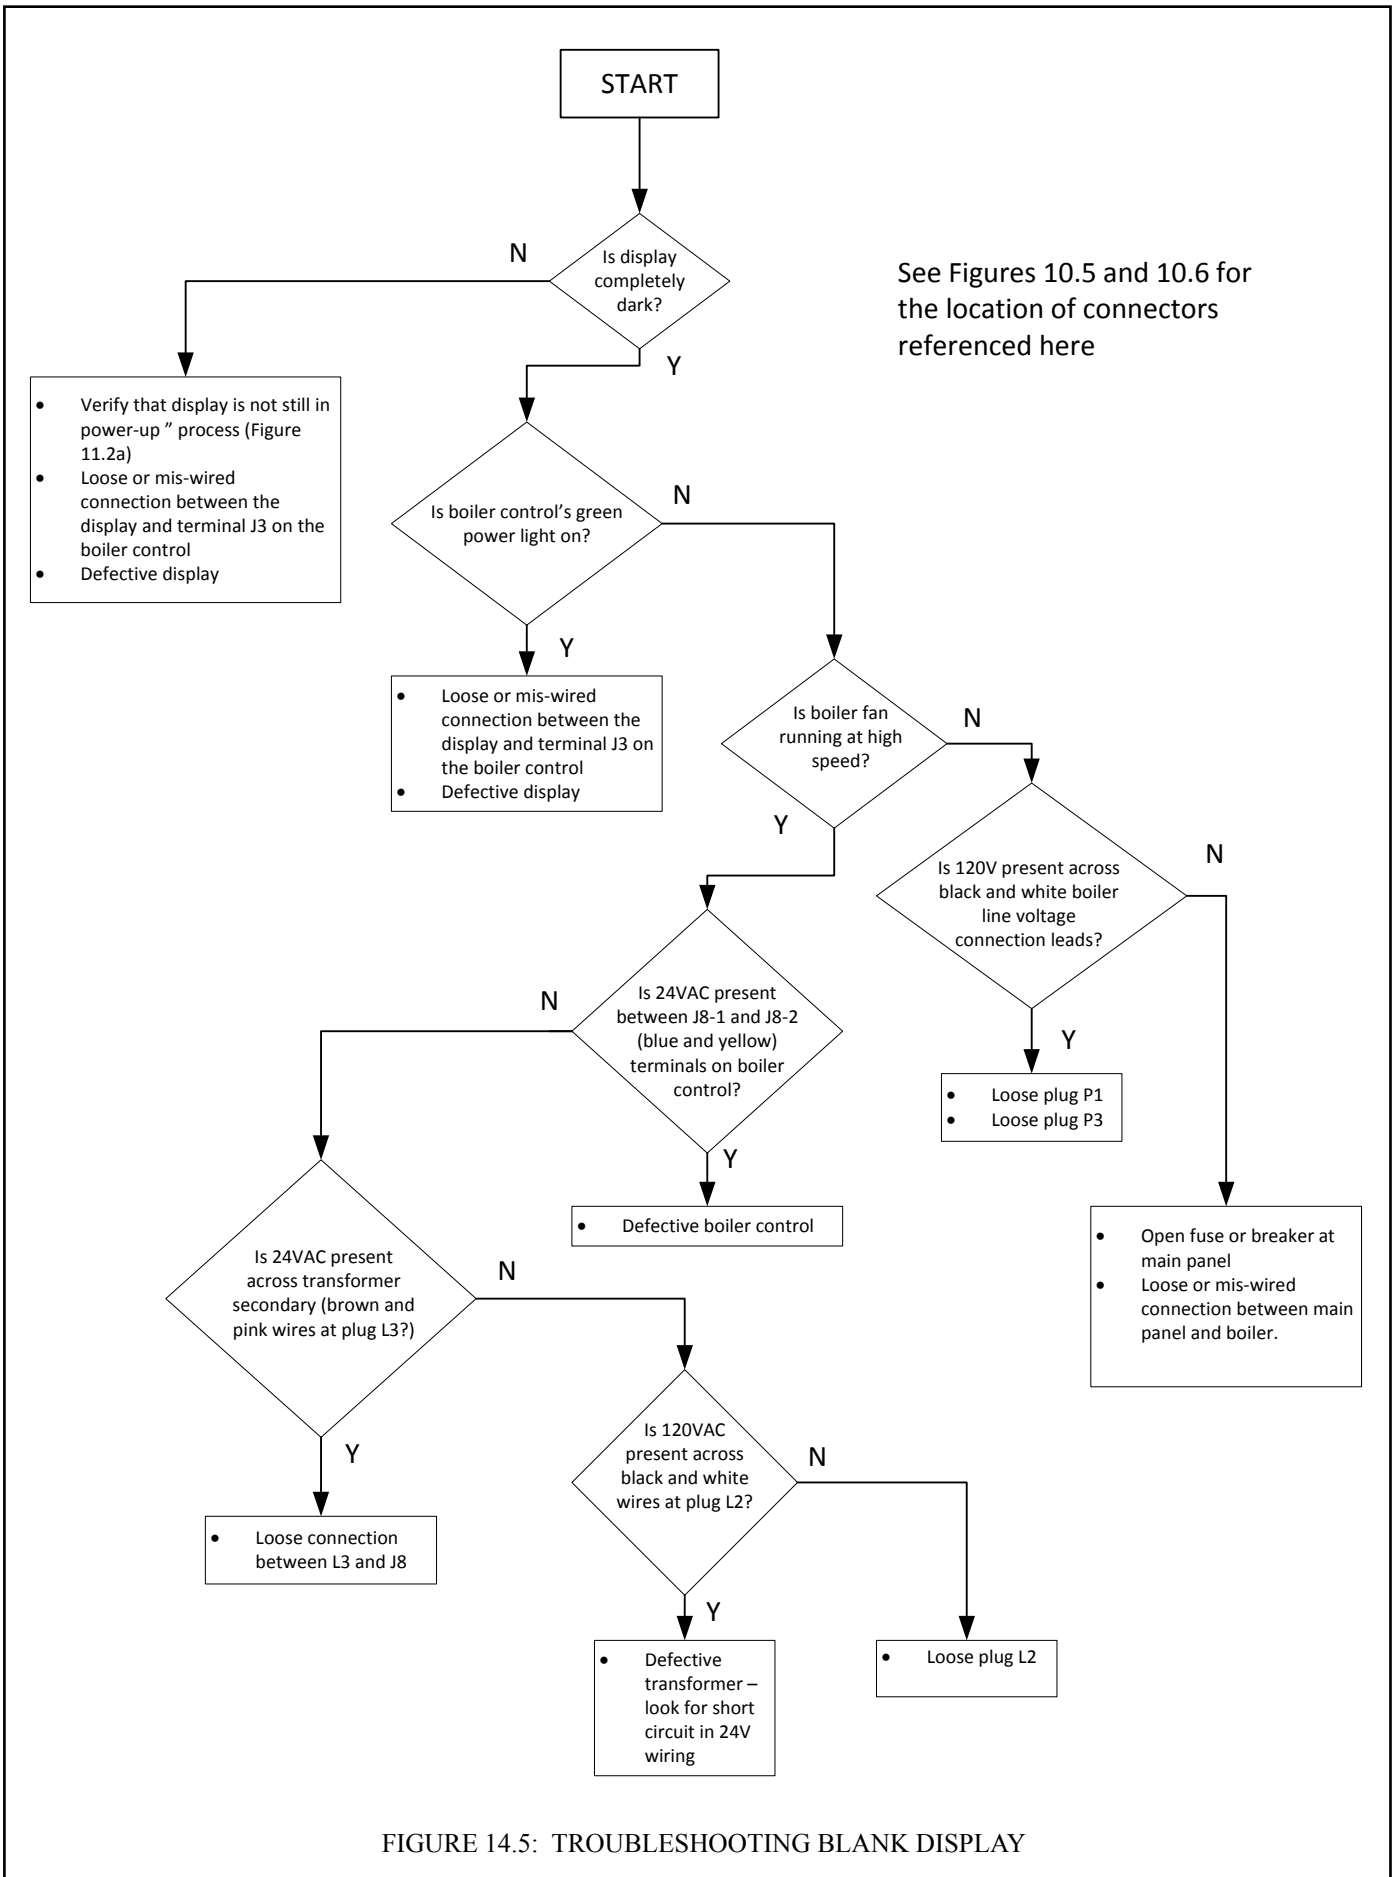 START
N
Is display
completely
dark?
See Figures 10.5 and 10.6 for
the location of connectors
referenced here
Y
• Verify that display is not still in
power-up ” process (Figure
11.2a)
• Loose or mis-wired
connection between the
display and terminal J3 on the
boiler control
• Defective display
Is boiler control’s green
power light on?
N
Y
• Loose or mis-wired
connection between the
display and terminal J3 on
the boiler control
• Defective display
Is boiler fan
running at high
speed?
N
Y
Is 120V present across
black and white boiler
line voltage
connection leads?
N
Y
• Loose plug P1
• Loose plug P3
• Open fuse or breaker at
main panel
• Loose or mis-wired
connection between main
panel and boiler.
Is 24VAC present
between J8-1 and J8-2
(blue and yellow)
terminals on boiler
control?
N
Y
• Defective boiler control
Is 24VAC present
across transformer
secondary (brown and
pink wires at plug L3?)
N
Y
• Loose connection
between L3 and J8
Is 120VAC
present across
black and white
wires at plug L2?
N
Y
• Defective
transformer –
look for short
circuit in 24V
wiring
• Loose plug L2
FIGURE 14.5: TROUBLESHOOTING BLANK DISPLAY